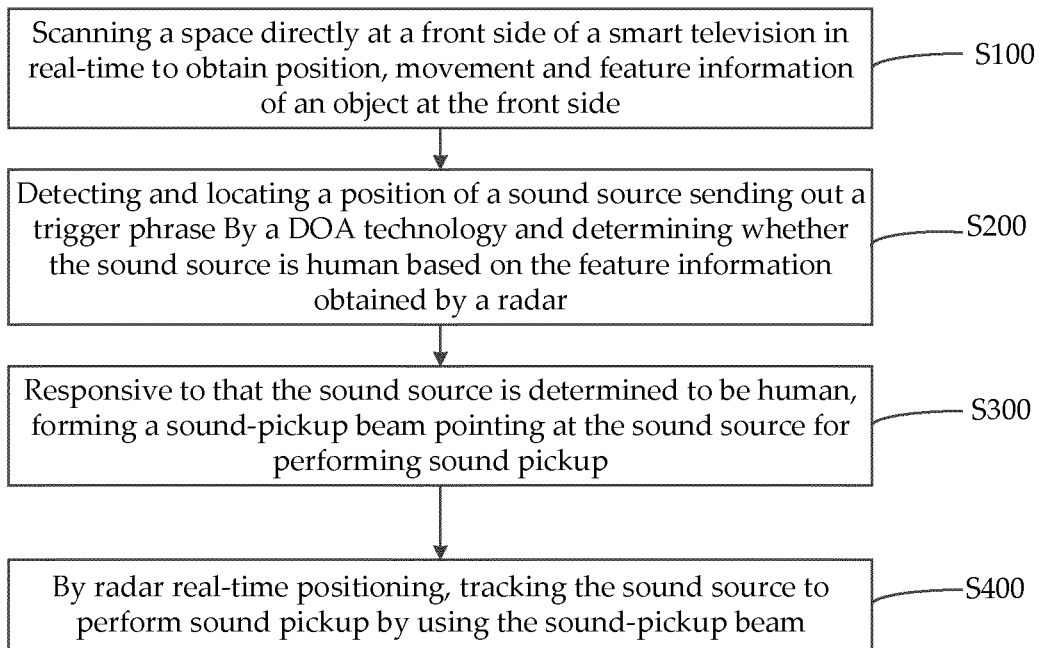 Scanning a space directly at a front side of a smart television in
real-time to obtain position, movement and feature information
of an object at the front side
S100
Detecting and locating a position of a sound source sending out a
trigger phrase By a DOA technology and determining whether
the sound source is human based on the feature information
obtained by a radar
S200
Responsive to that the sound source is determined to be human,
forming a sound-pickup beam pointing at the sound source for
performing sound pickup
S300
By radar real-time positioning, tracking the sound source to
perform sound pickup by using the sound-pickup beam
S400